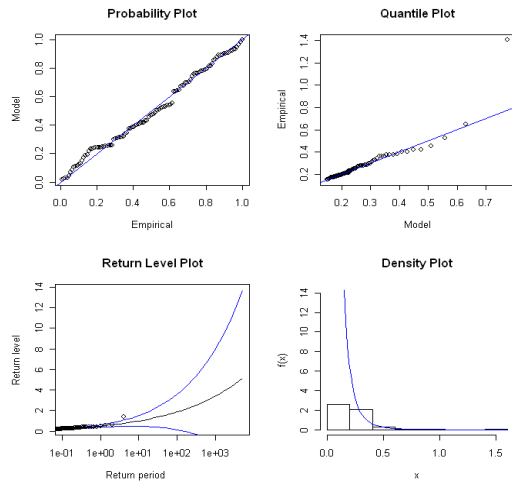 Probability Plot
Model
0.0 0.2 0.4 0.6 0.8 1.0
0.0 0.2 0.4 0.6 0.8 1.0
Empirical
Quantile Plot
Empirical
0.2 0.4 0.6 0.8 1.0 1.2 1.4
0.2 0.3 0.4 0.5 0.6 0.7
Model
Return Level Plot
Return level
0 2 4 6 8 10 12 14
1e-01 1e+00 1e+01 1e+03
Return period
Density Plot
f(x)
0 2 4 6 8 10 12 14
0.0 0.5 1.0 1.5
x